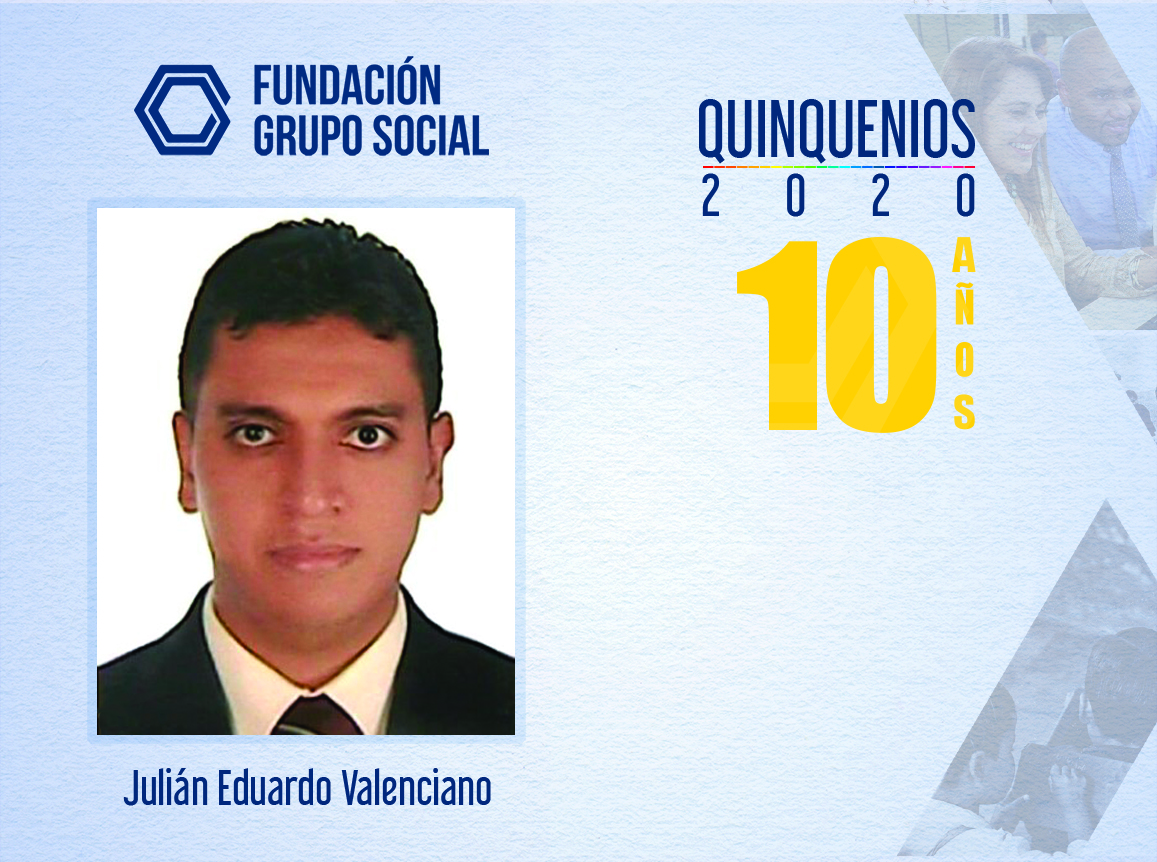 FUNDACIÓN
GRUPO SOCIAL
QUINQUENIOS
2020
10
AÑOS
Julián Eduardo Valenciano